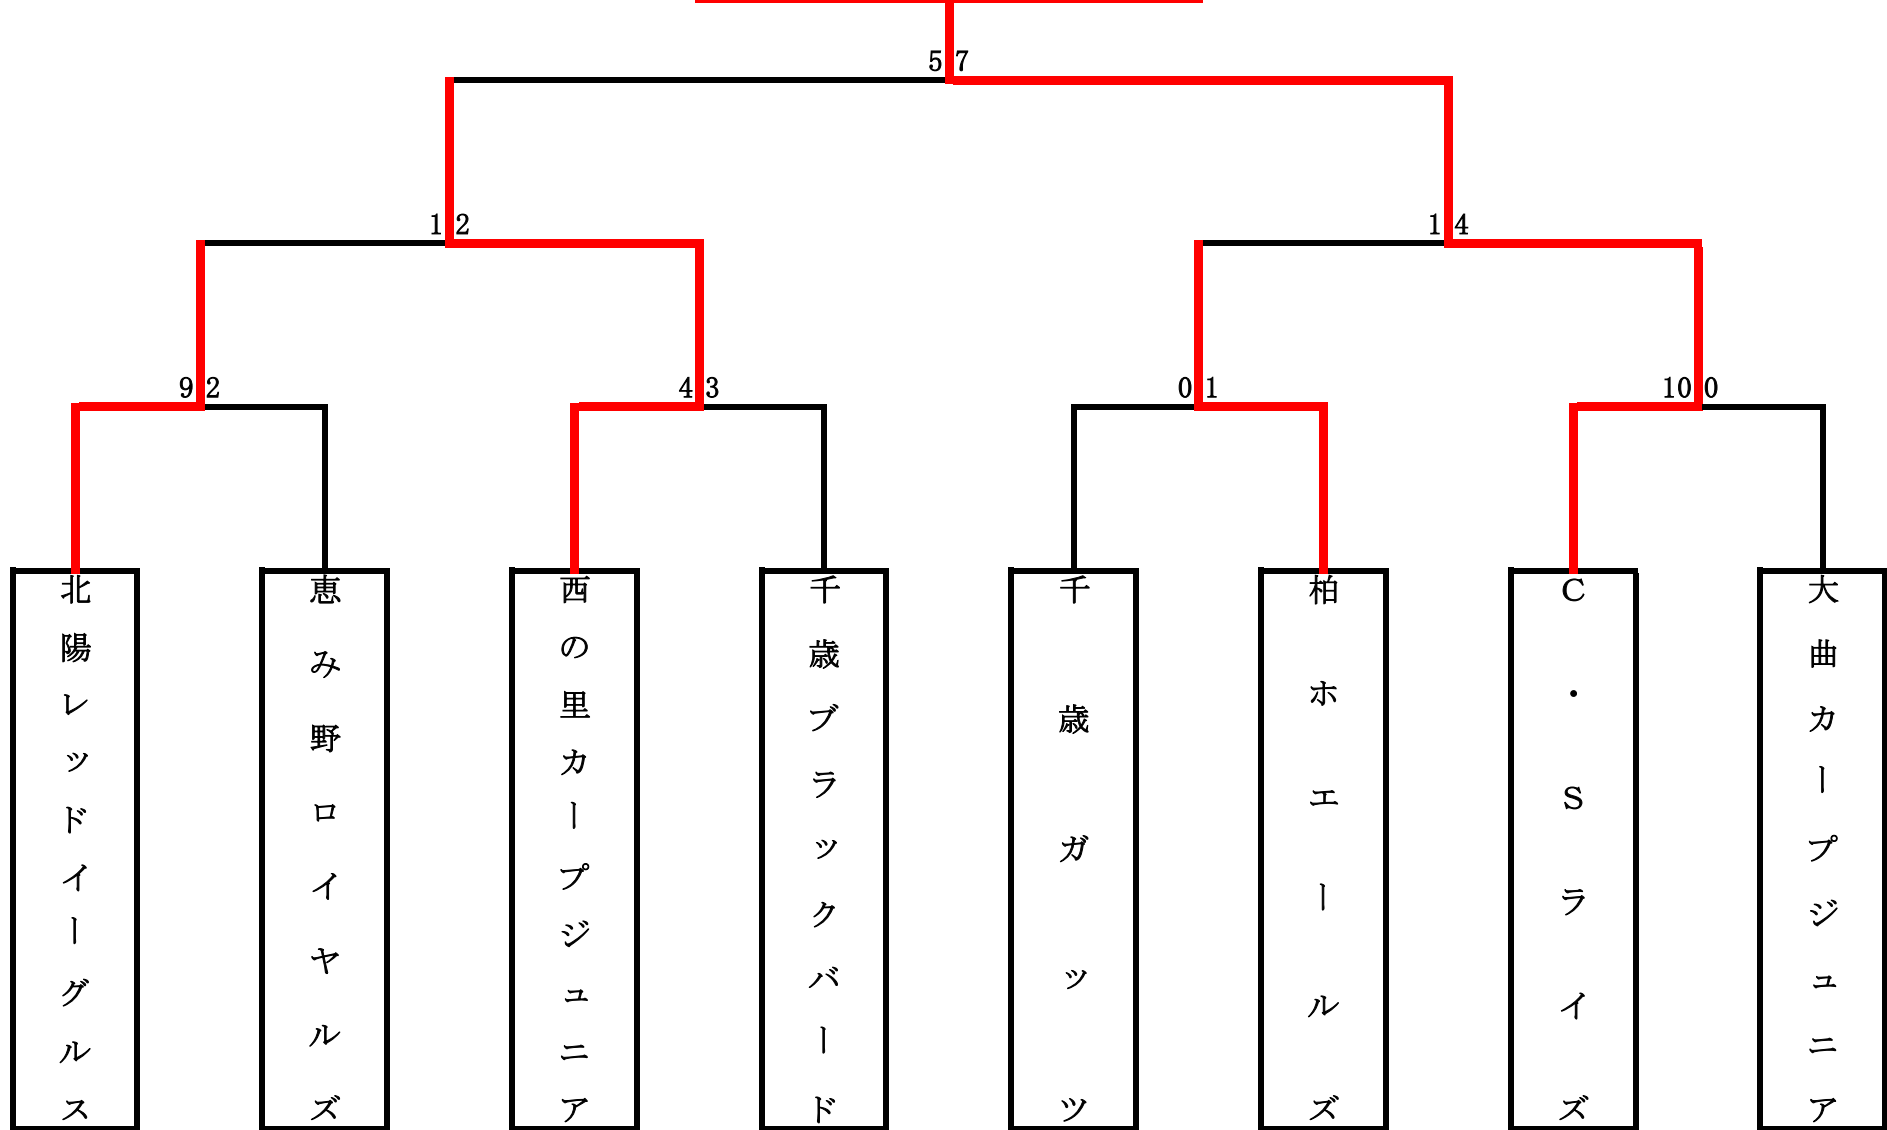 5 7
1 2
1 4
9 2
4 3
0 1
10 0
北陽レッドイーグルス
恵み野ロイヤルズ
西の里カープジュニア
千歳ブラックバード
千歳ガッツ
柏ホエールズ
C・Sライズ
大曲カープジュニア